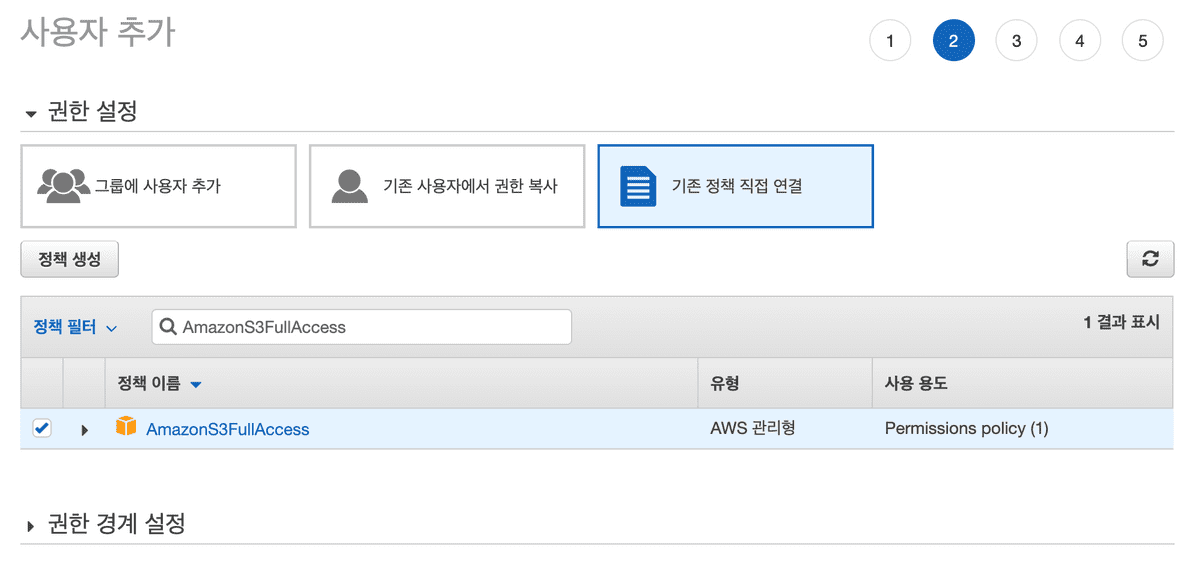 사용자 추가
1 2 3 4 5
권한 설정
그룹에 사용자 추가 기존 사용자에서 권한 복사 기존 정책 직접 연결
정책 생성
정책 필터 AmazonS3FullAccess 1 결과 표시
정책 이름 유형 사용 용도
AmazonS3FullAccess AWS 관리형 Permissions policy (1)
권한 경계 설정